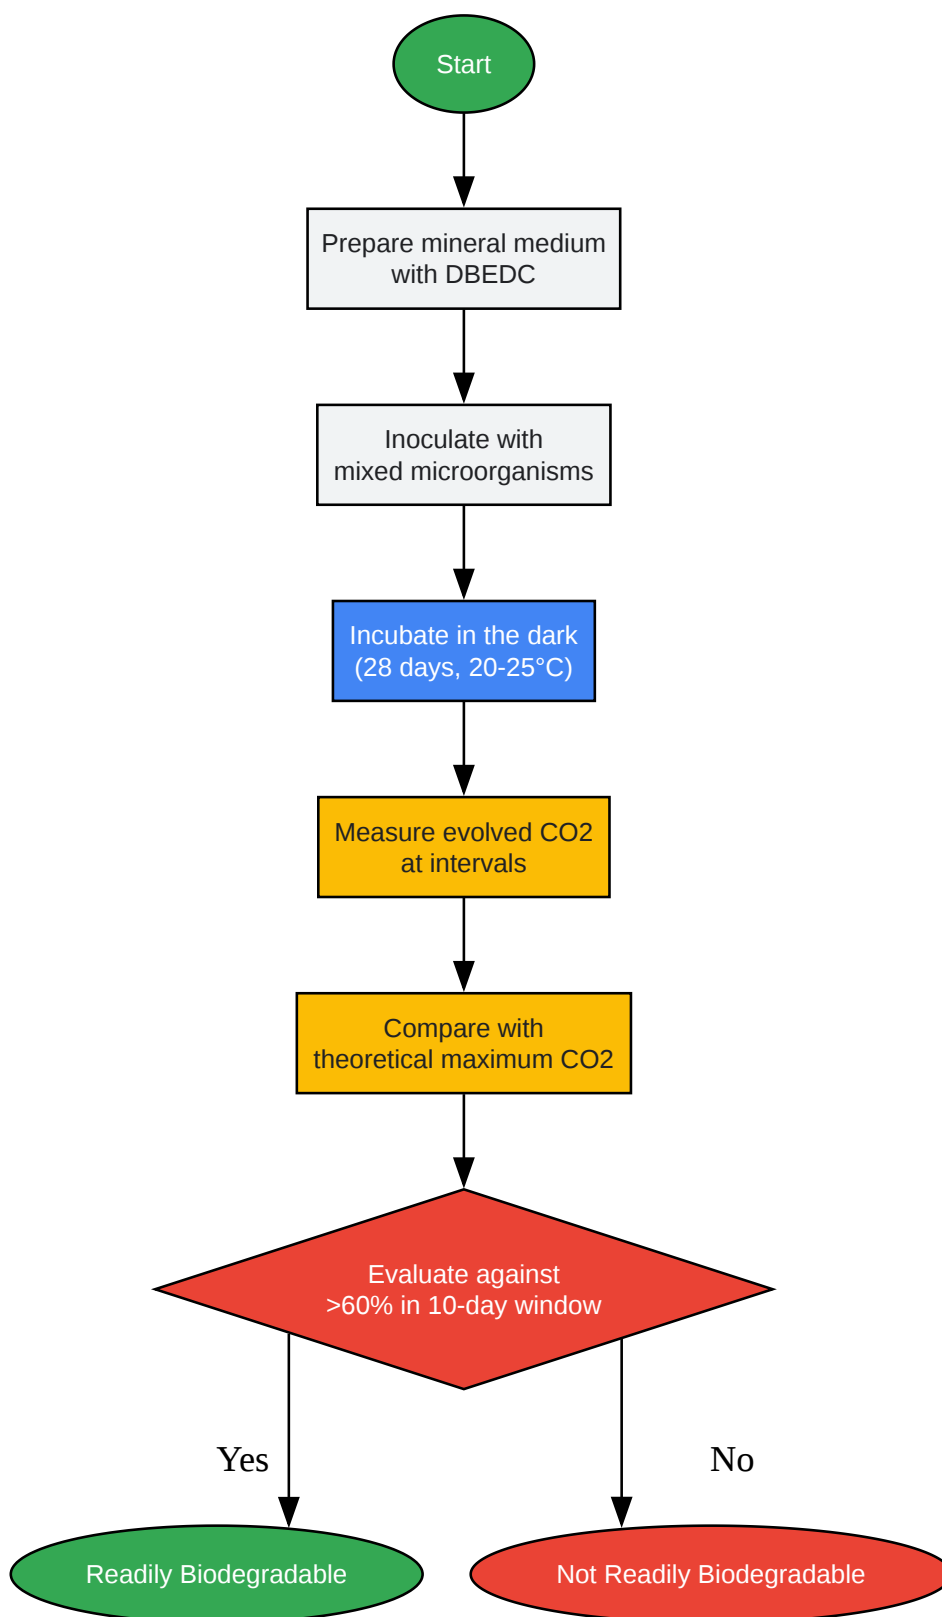 Start
Prepare mineral medium
with DBEDC
Inoculate with
mixed microorganisms
Incubate in the dark
(28 days, 20-25°C)
Measure evolved CO2
at intervals
Compare with
theoretical maximum CO2
Evaluate against
>60% in 10-day window
Yes
No
Readily Biodegradable
Not Readily Biodegradable